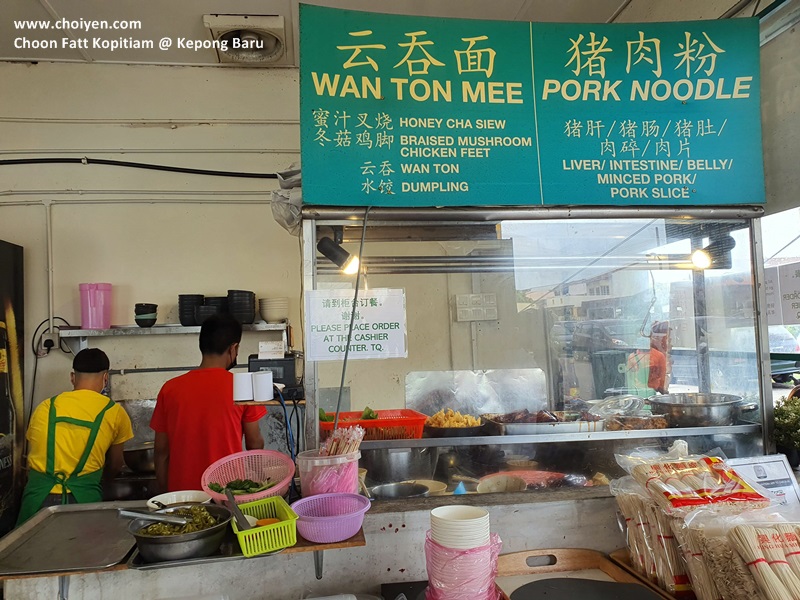 www.choiyen.com
Choon Fatt Kopitiam @ Kepong Baru
云吞面
WAN TON MEE
蜜汁叉烧 HONEY CHA SIEW
冬菇鸡脚 BRAISED MUSHROOM
CHICKEN FEET
云吞 WAN TON
水饺 DUMPLING
猪肉粉
PORK NOODLE
猪肝/猪肠/猪肚/
肉碎/肉片
LIVER/ INTESTINE/ BELLY/
MINCED PORK/
PORK SLICE
请到柜台订餐,
谢谢.
PLEASE PLACE ORDER
AT THE CASHIER
COUNTER. TQ.